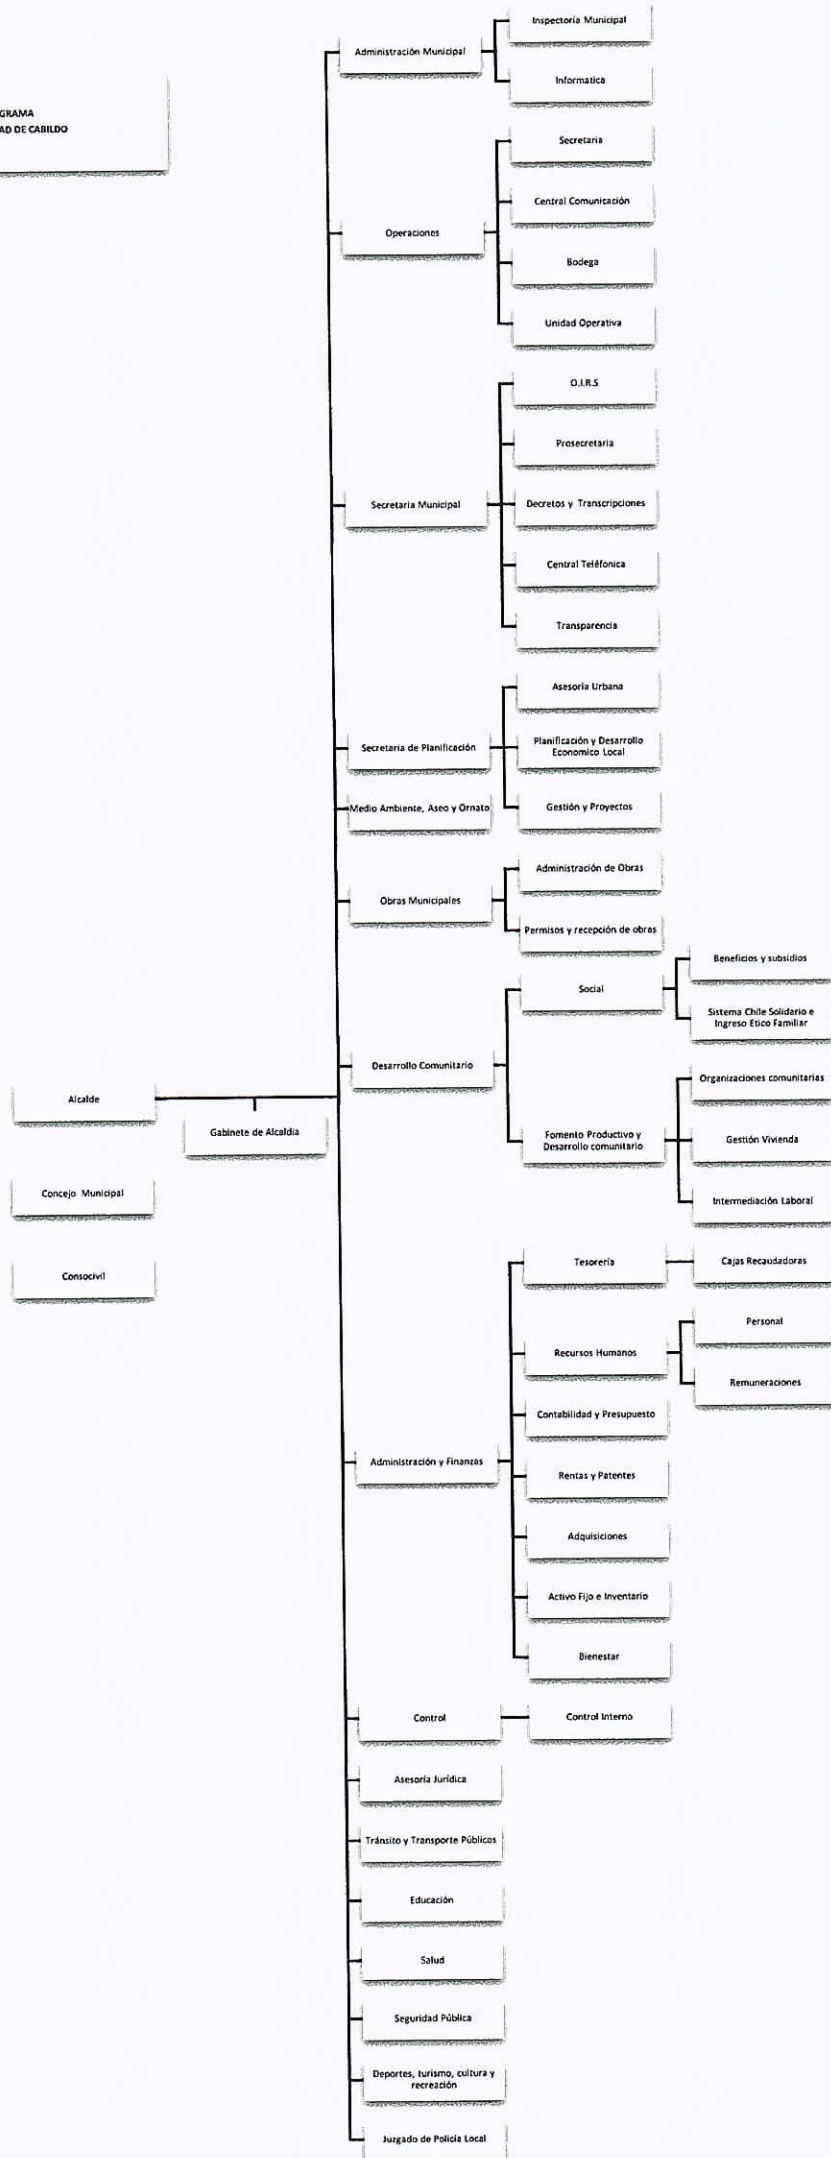 GRAMA
AD DE CABILDO
Alcalde
Concejo Municipal
Consocivil
Gabinete de Alcaldia
Administración Municipal
Inspectoría Municipal
Informatica
Operaciones
Secretaria
Central Comunicación
Bodega
Unidad Operativa
Secretaria Municipal
O.I.R.S
Prosecretaria
Decretos y Transcripciones
Central Teléfonica
Transparencia
Secretaria de Planificación
Asesoría Urbana
Planificación y Desarrollo
Economico Local
Gestión y Proyectos
Medio Ambiente, Aseo y Ornato
Obras Municipales
Administración de Obras
Permisos y recepción de obras
Desarrollo Comunitario
Social
Beneficios y subsidios
Sistema Chile Solidario e
Ingreso Etico Familiar
Fomento Productivo y
Desarrollo comunitario
Organizaciones comunitarias
Gestión Vivienda
Intermediación Laboral
Administración y Finanzas
Tesorería
Cajas Recaudadoras
Recursos Humanos
Personal
Remuneraciones
Contabilidad y Presupuesto
Rentas y Patentes
Adquisiciones
Activo Fijo e Inventario
Bienestar
Control
Control Interno
Asesoría Jurídica
Tránsito y Transporte Públicos
Educación
Salud
Seguridad Pública
Deportes, turismo, cultura y
recreación
Juzgado de Policía Local